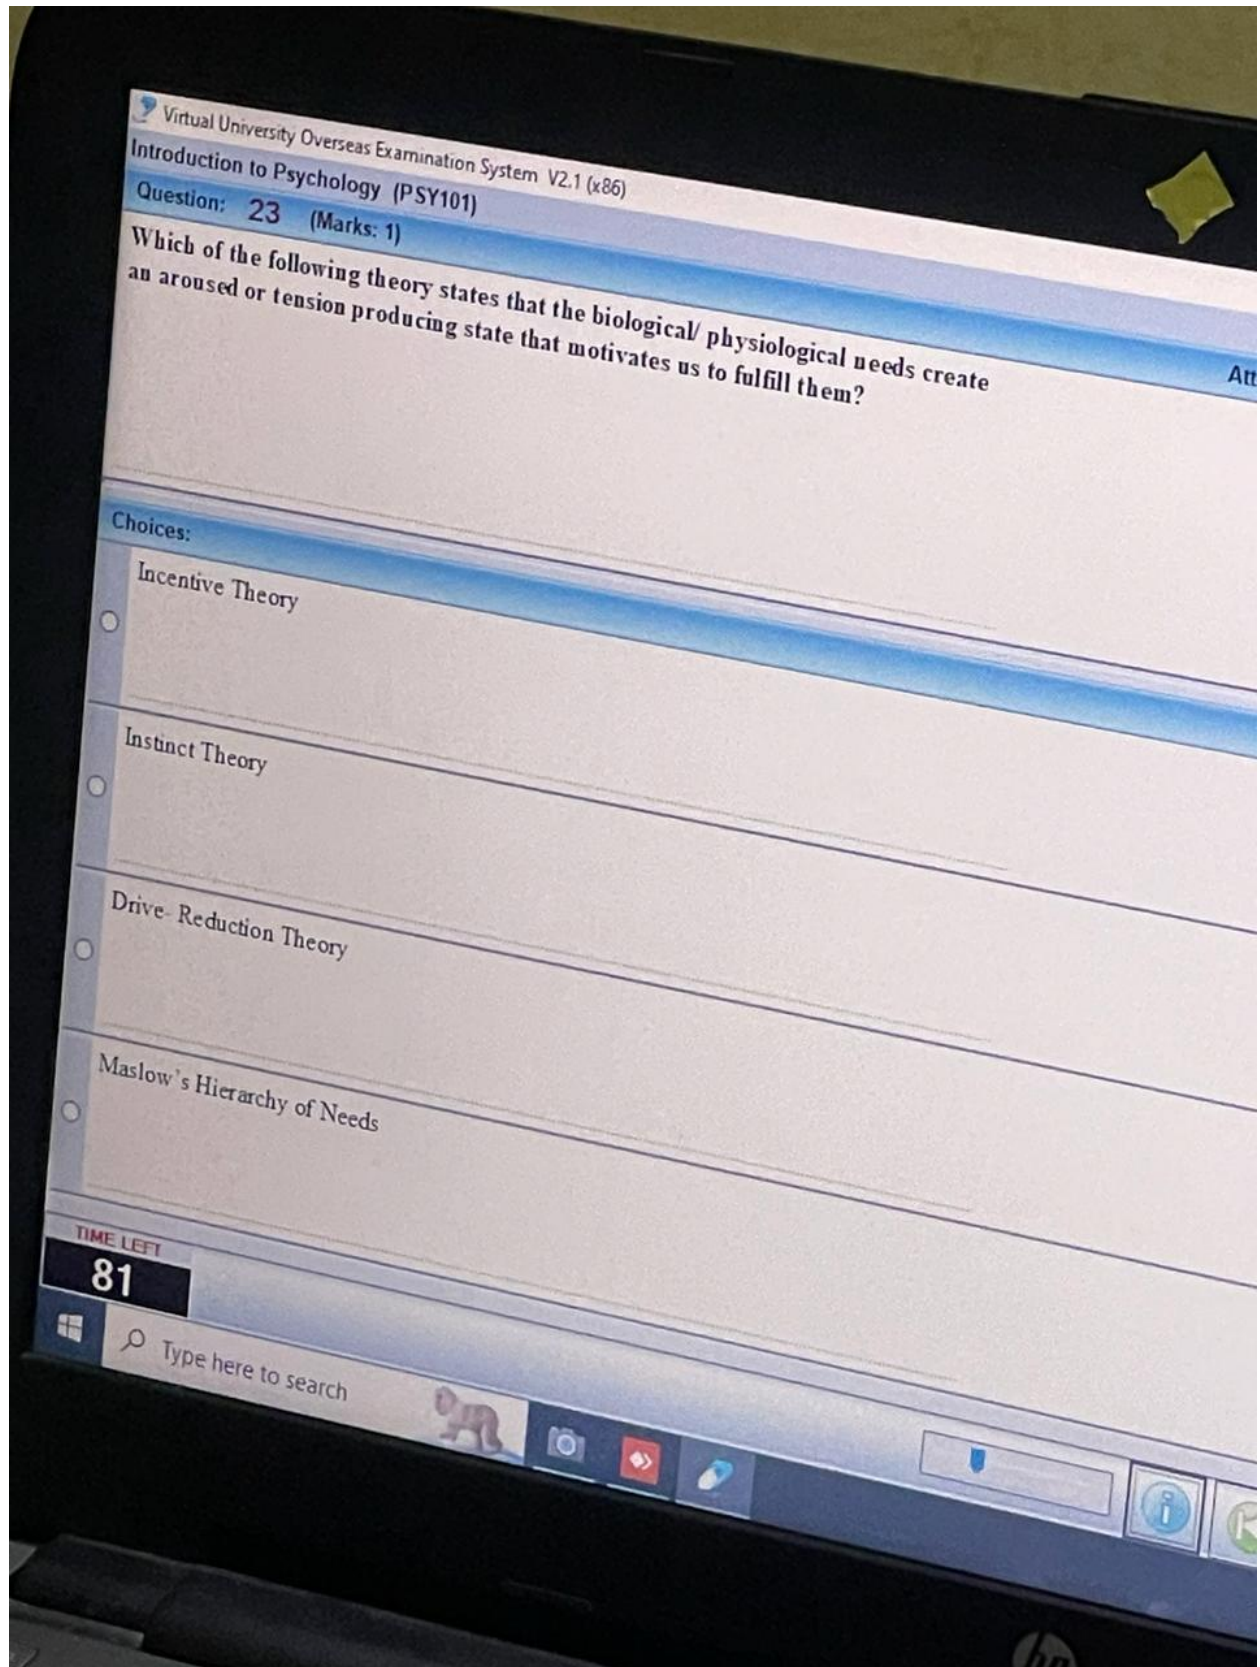 Virtual University Overseas Examination System V2.1 (x86)
Introduction to Psychology (PSY101)
Question: 23 (Marks: 1)
Att
Which of the following theory states that the biological/ physiological needs create
an aroused or tension producing state that motivates us to fulfill them?
Choices:
Incentive Theory
Instinct Theory
Drive- Reduction Theory
Maslow's Hierarchy of Needs
TIME LEFT
81
Type here to search
hp